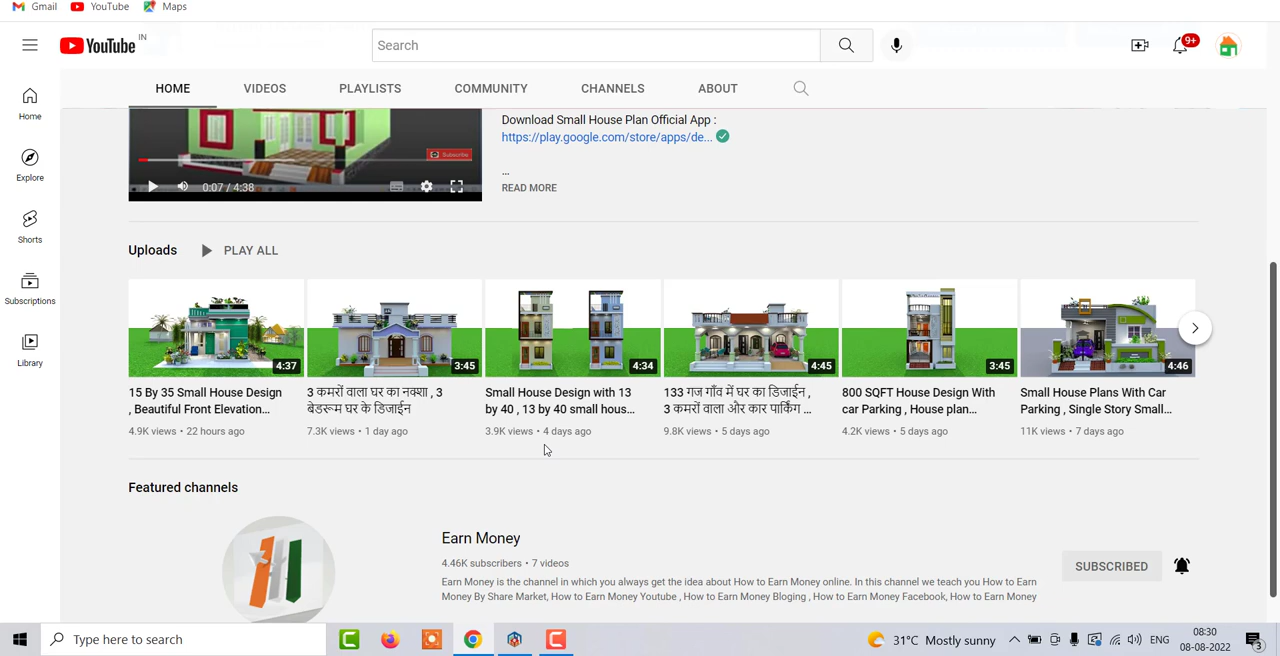 Gmail YouTube Maps
YouTube IN
Search
9+
HOME VIDEOS PLAYLISTS COMMUNITY CHANNELS ABOUT
Home
Explore
Shorts
Subscriptions
Library
Subscribe
0:07 / 4:38
Download Small House Plan Official App :
https://play.google.com/store/apps/de...
...
READ MORE
Uploads PLAY ALL
4:37
15 By 35 Small House Design
, Beautiful Front Elevation...
4.9K views • 22 hours ago
3:45
3 कमरों वाला घर का नक्शा , 3
बेडरूम घर के डिजाईन
7.3K views • 1 day ago
4:34
Small House Design with 13
by 40 , 13 by 40 small hous...
3.9K views • 4 days ago
4:45
133 गज गाँव में घर का डिजाईन ,
3 कमरों वाला और कार पार्किंग ...
9.8K views • 5 days ago
3:45
800 SQFT House Design With
car Parking , House plan...
4.2K views • 5 days ago
4:46
Small House Plans With Car
Parking , Single Story Small...
11K views • 7 days ago
Featured channels
Earn Money
4.46K subscribers • 7 videos
Earn Money is the channel in which you always get the idea about How to Earn Money online. In this channel we teach you How to Earn
Money By Share Market, How to Earn Money Youtube , How to Earn Money Bloging , How to Earn Money Facebook, How to Earn Money
SUBSCRIBED
Type here to search
31°C Mostly sunny
ENG
08:30
08-08-2022
3